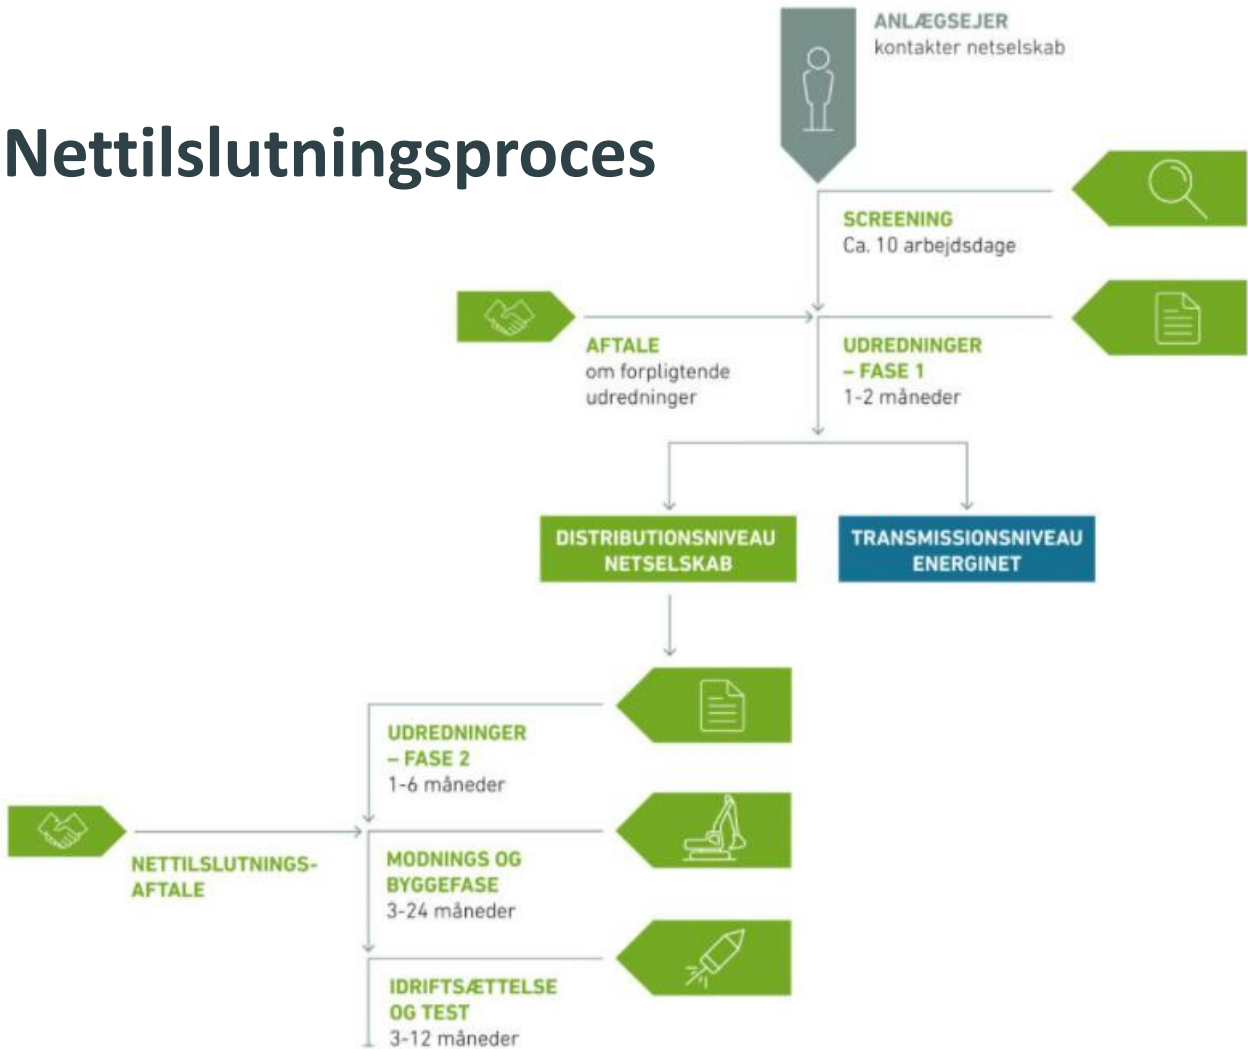 ANLÆGSEJER
kontakter netselskab
Nettilslutningsproces
SCREENING
Ca. 10 arbejdsdage
AFTALE
om forpligtende
udredninger
UDREDNINGER
– FASE 1
1-2 måneder
DISTRIBUTIONSNIVEAU
NETSELSKAB
TRANSMISSIONSNIVEAU
ENERGINET
UDREDNINGER
– FASE 2
1-6 måneder
NETTILSLUTNINGS-
AFTALE
MODNINGS OG
BYGGEFASE
3-24 måneder
IDRIFTSÆTTELSE
OG TEST
3-12 måneder